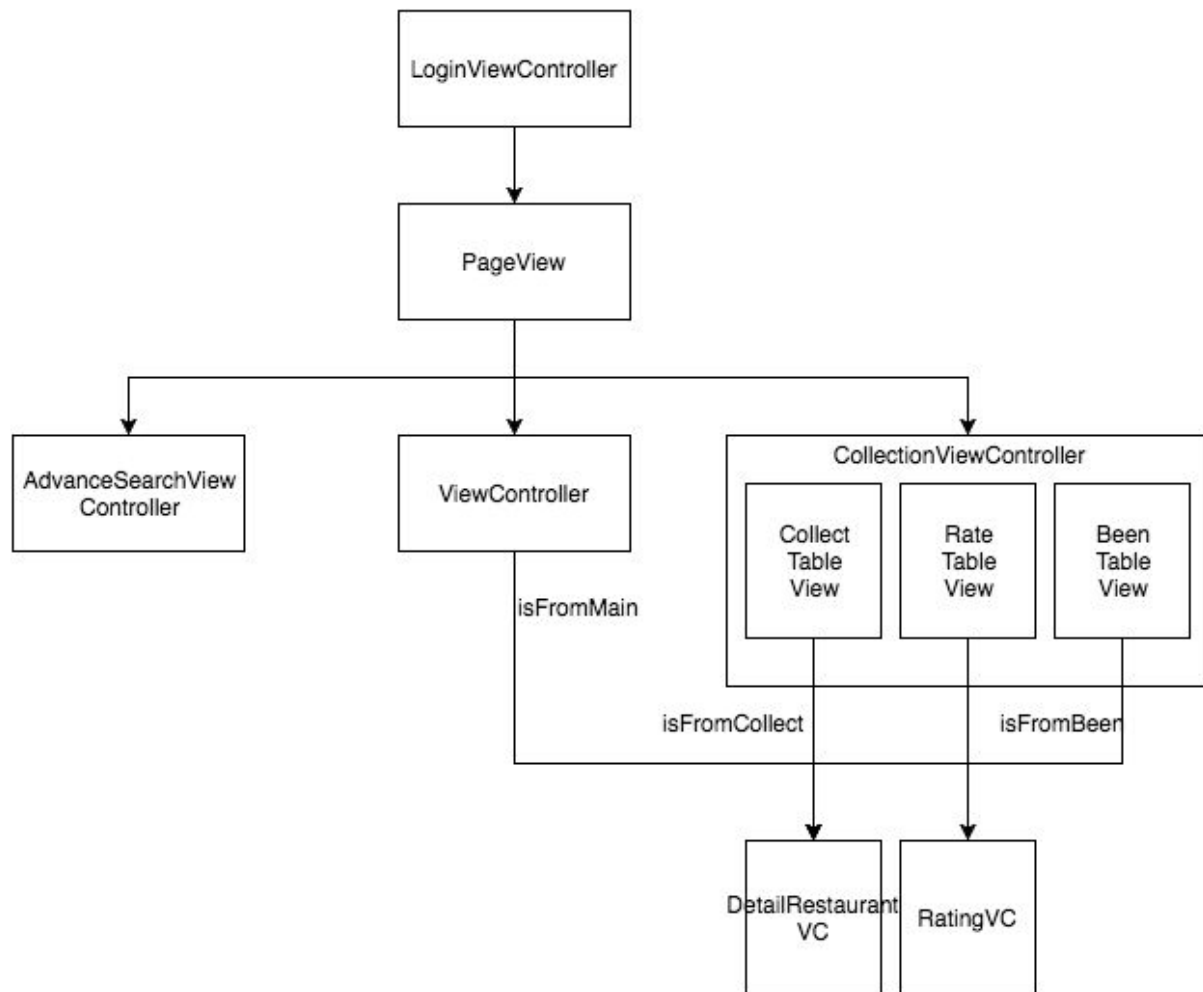 LoginViewController
PageView
AdvanceSearchView
Controller
ViewController
CollectionViewController
Collect
Table
View
Rate
Table
View
Been
Table
View
isFromMain
isFromCollect
isFromBeen
DetailRestaurant
VC
RatingVC